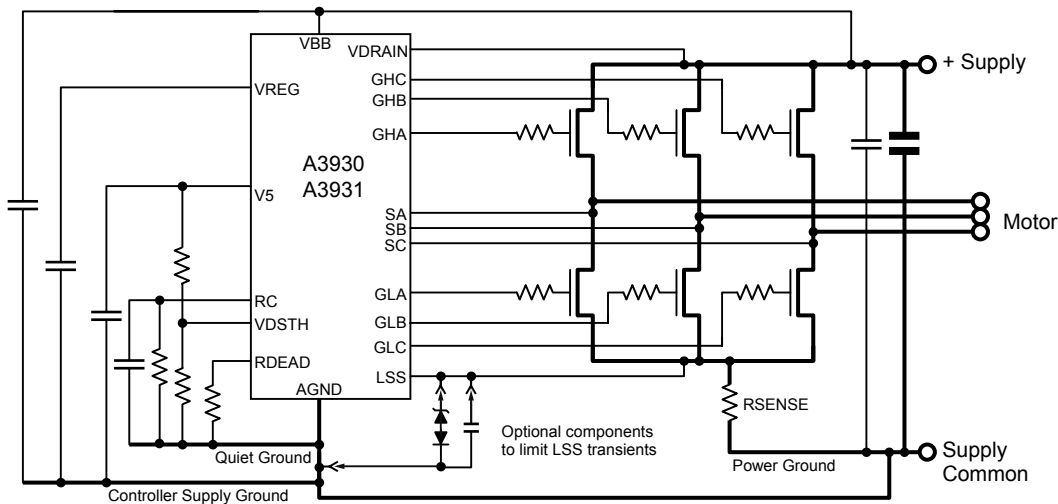 VBB
VDRAIN
+ Supply
GHC
VREG
GHB
GHA
A3930
A3931
V5
SA
SB
SC
Motor
GLA
RC
GLB
VDSTH
GLC
RDEAD
LSS
AGND
RSENSE
Optional components
to limit LSS transients
Quiet Ground
Power Ground
Supply
Common
Controller Supply Ground